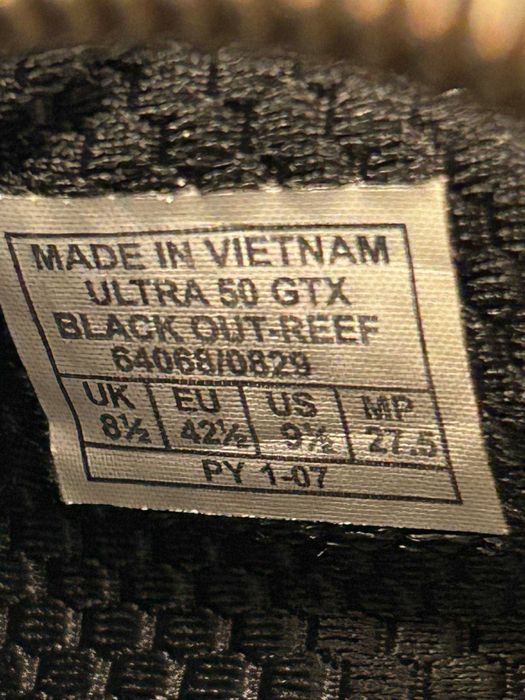 MADE IN VIETNAM
ULTRA 50 GTX
BLACK OUT-REEF
64068/0829
UK EU US MP
8½ 42½ 9½ 27.5
PY 1-07